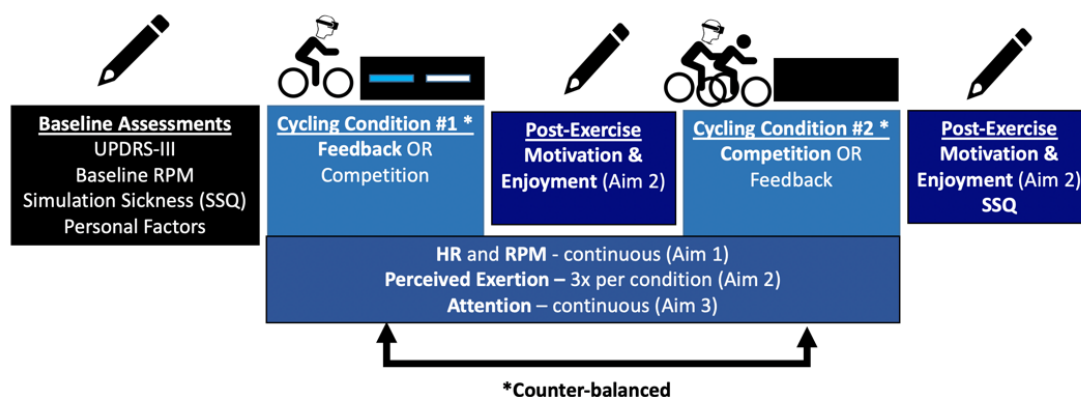 Baseline Assessments
UPDRS-III
Baseline RPM
Simulation Sickness (SSQ)
Personal Factors
Cycling Condition #1 *
Feedback OR
Competition
Post-Exercise
Motivation &
Enjoyment (Aim 2)
Cycling Condition #2 *
Competition OR
Feedback
Post-Exercise
Motivation &
Enjoyment (Aim 2)
SSQ
HR and RPM - continuous (Aim 1)
Perceived Exertion – 3x per condition (Aim 2)
Attention – continuous (Aim 3)
*Counter-balanced